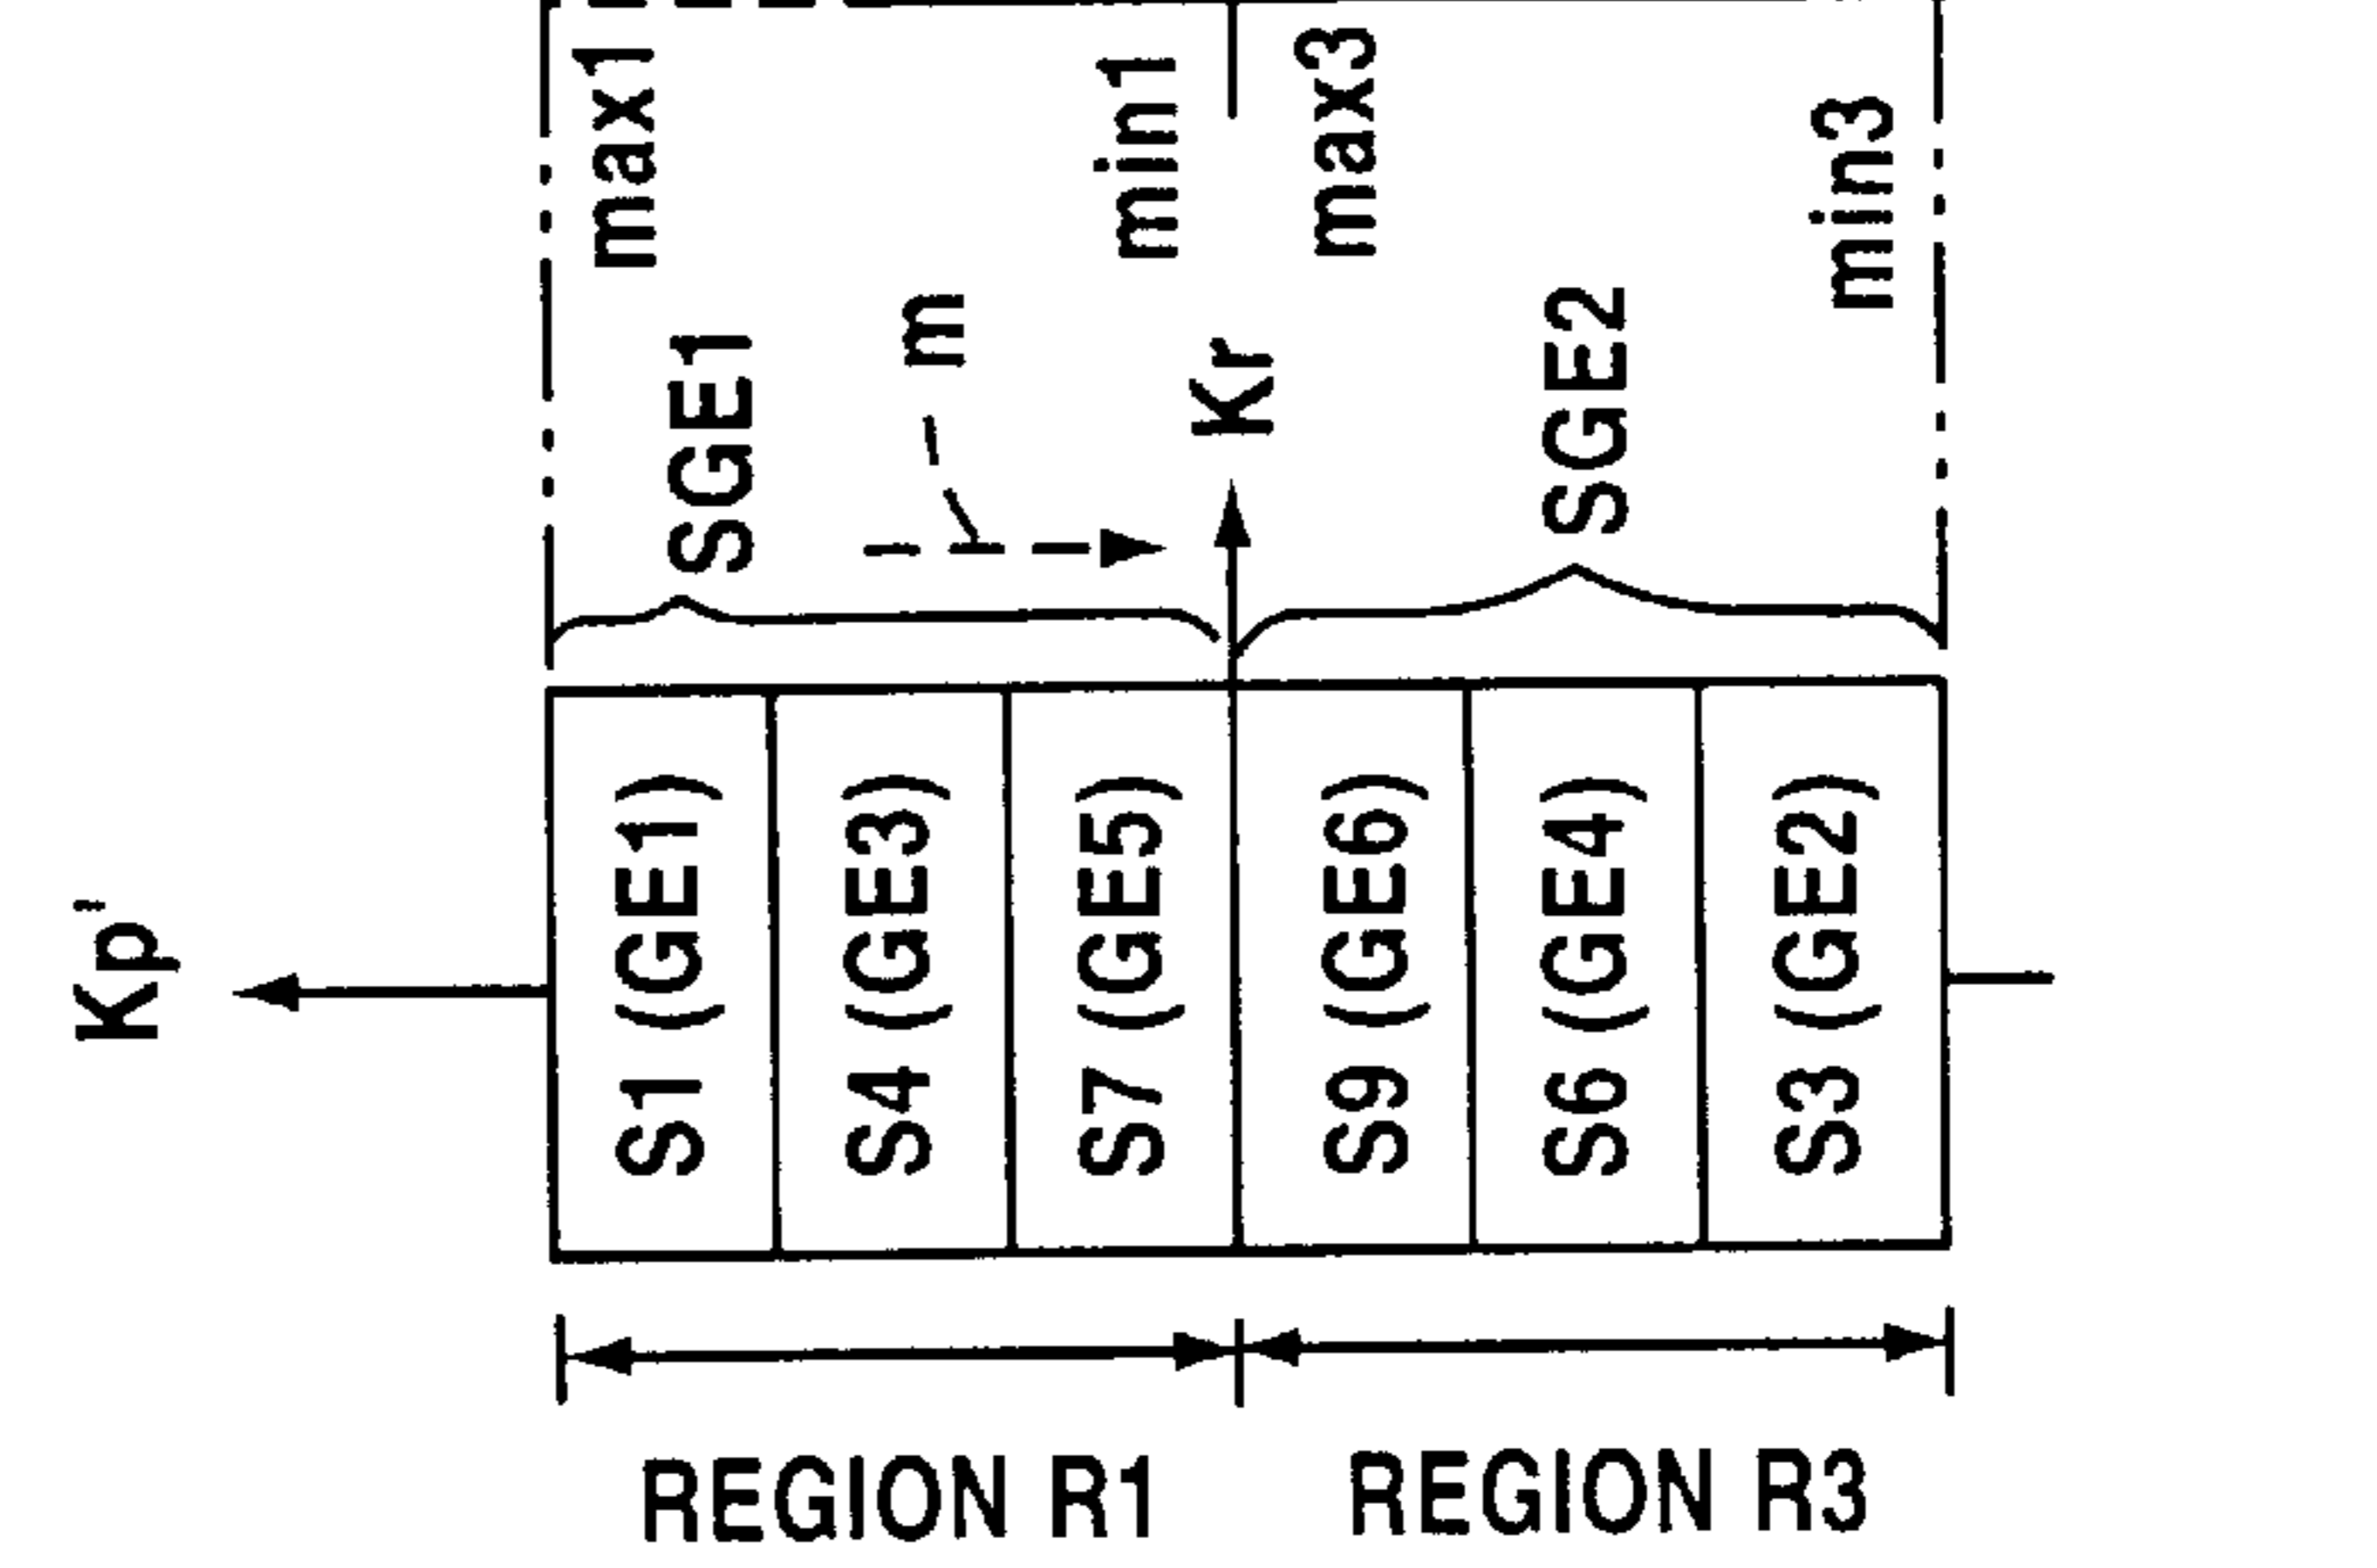 max1
min1
max3
min3
SGE1
m
Kr
SGE2
Kp'
S1 (GE1)
S4 (GE3)
S7 (GE5)
S9 (GE6)
S6 (GE4)
S3 (GE2)
REGION R1
REGION R3